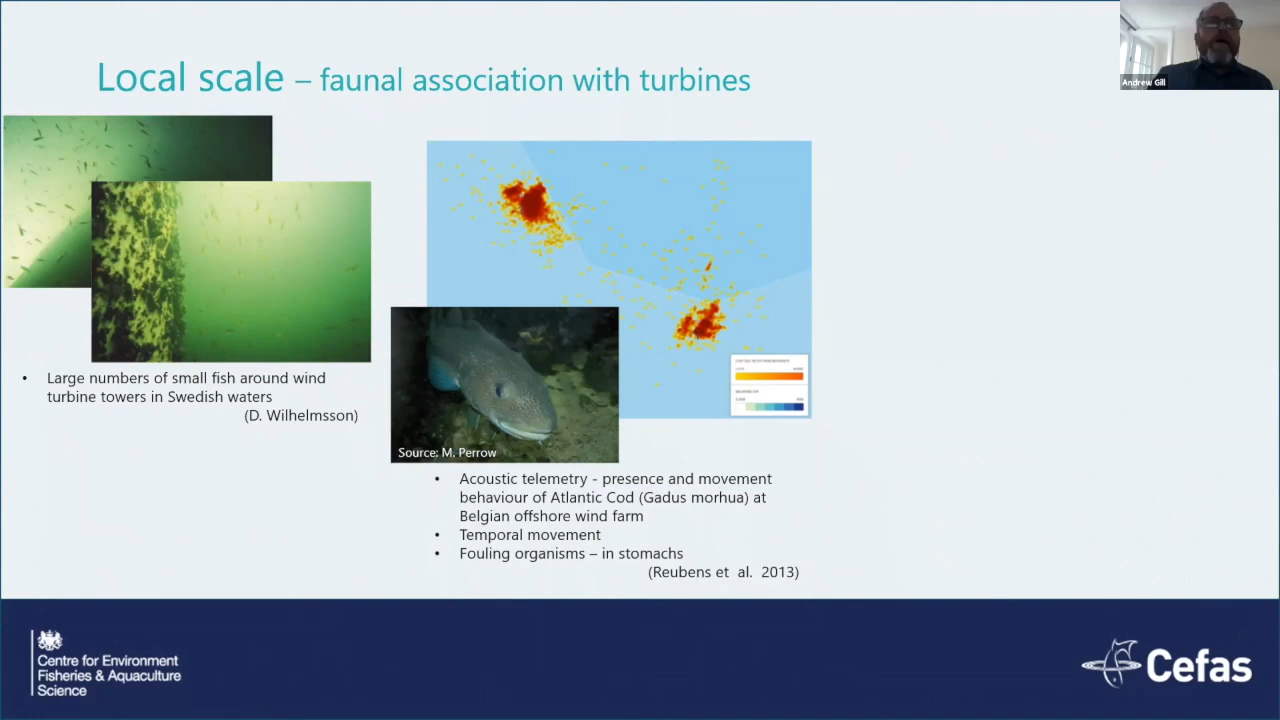 Andrew Gill
Local scale – faunal association with turbines
• Large numbers of small fish around wind
turbine towers in Swedish waters
(D. Wilhelmsson)
Source: M. Perrow
• Acoustic telemetry - presence and movement
behaviour of Atlantic Cod (Gadus morhua) at
Belgian offshore wind farm
• Temporal movement
• Fouling organisms – in stomachs
(Reubens et al. 2013)
Centre for Environment
Fisheries & Aquaculture
Science
Cefas